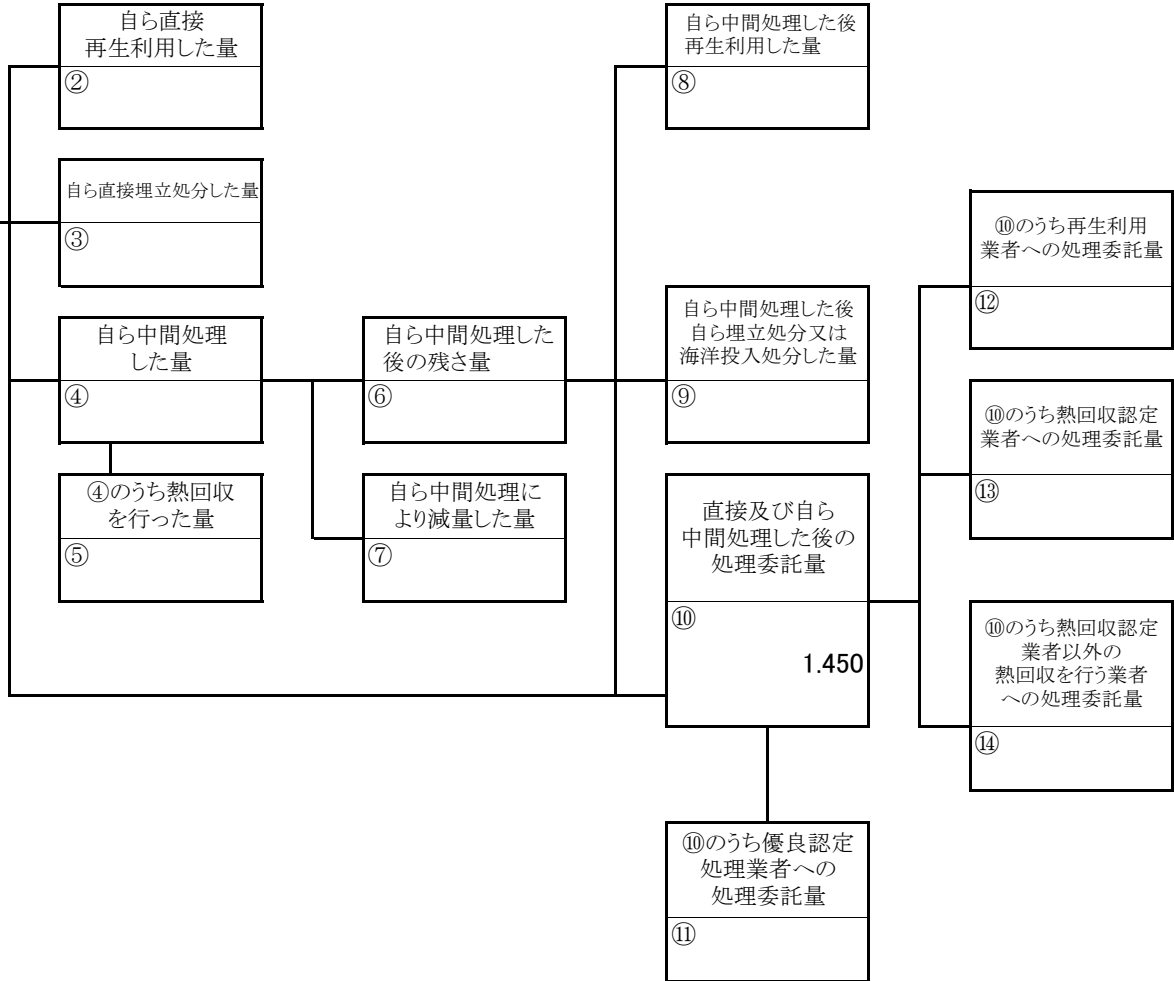 自ら直接
再生利用した量
②
自ら直接埋立処分した量
③
自ら中間処理
した量
④
④のうち熱回収
を行った量
⑤
自ら中間処理した
後の残さ量
⑥
自ら中間処理に
より減量した量
⑦
自ら中間処理した後
再生利用した量
⑧
自ら中間処理した後
自ら埋立処分又は
海洋投入処分した量
⑨
直接及び自ら
中間処理した後の
処理委託量
⑩
1.450
⑩のうち優良認定
処理業者への
処理委託量
⑪
⑩のうち再生利用
業者への処理委託量
⑫
⑩のうち熱回収認定
業者への処理委託量
⑬
⑩のうち熱回収認定
業者以外の
熱回収を行う業者
への処理委託量
⑭